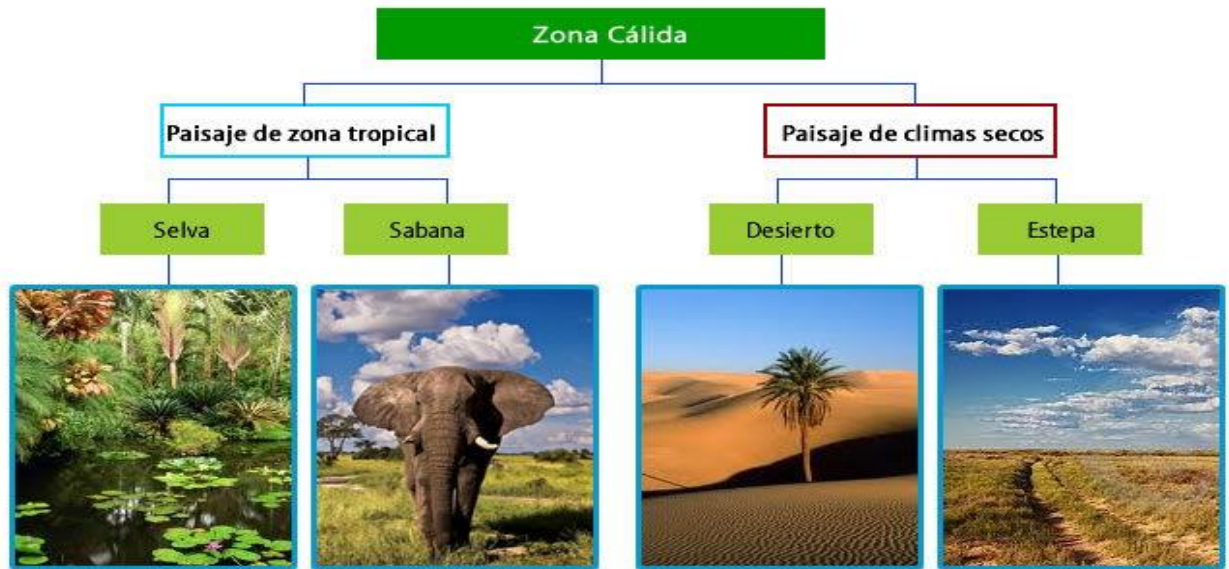 Zona Cálida
Paisaje de zona tropical
Paisaje de climas secos
Selva
Sabana
Desierto
Estepa